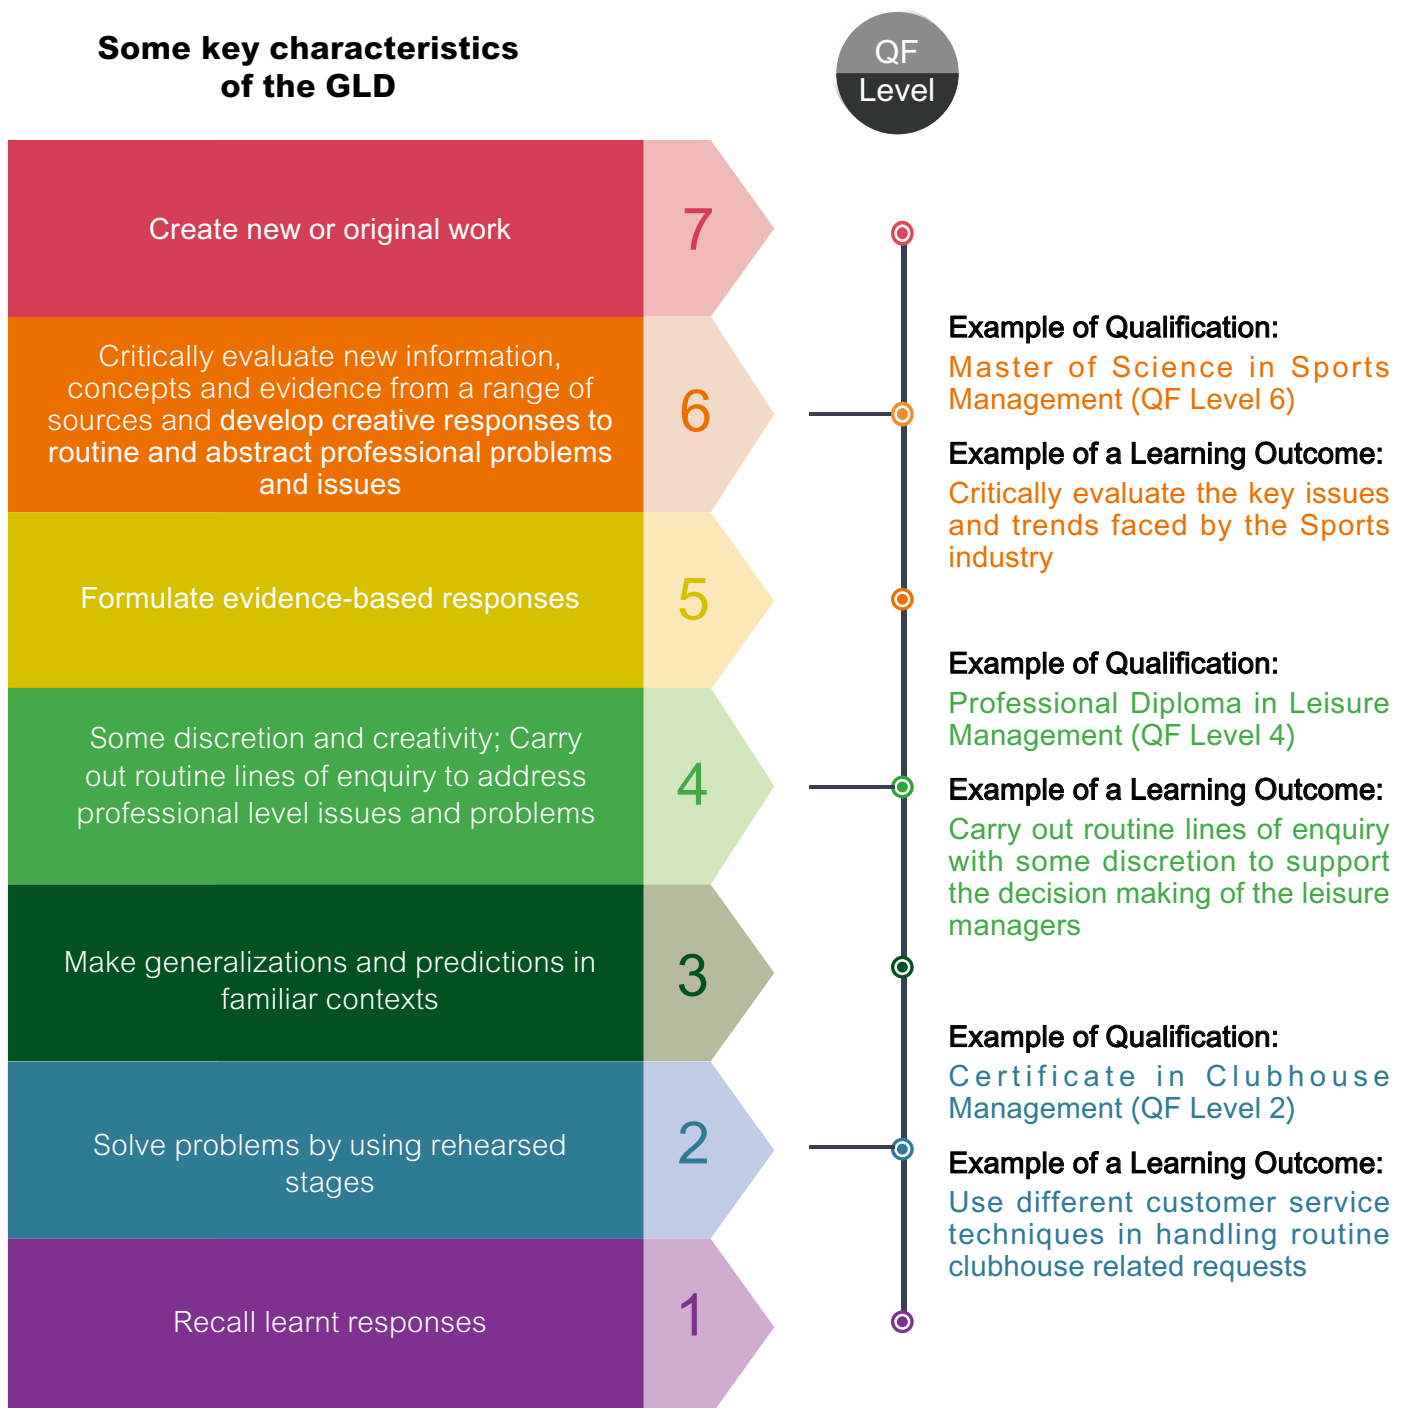 Some key characteristics
of the GLD
QF
Level
Create new or original work
7
Critically evaluate new information,
concepts and evidence from a range of
sources and develop creative responses to
routine and abstract professional problems
and issues
6
Example of Qualification:
Master of Science in Sports
Management (QF Level 6)
Example of a Learning Outcome:
Critically evaluate the key issues
and trends faced by the Sports
industry
Formulate evidence-based responses
5
Some discretion and creativity; Carry
out routine lines of enquiry to address
professional level issues and problems
4
Example of Qualification:
Professional Diploma in Leisure
Management (QF Level 4)
Example of a Learning Outcome:
Carry out routine lines of enquiry
with some discretion to support
the decision making of the leisure
managers
Make generalizations and predictions in
familiar contexts
3
Solve problems by using rehearsed
stages
2
Example of Qualification:
Certificate in Clubhouse
Management (QF Level 2)
Example of a Learning Outcome:
Use different customer service
techniques in handling routine
clubhouse related requests
Recall learnt responses
1